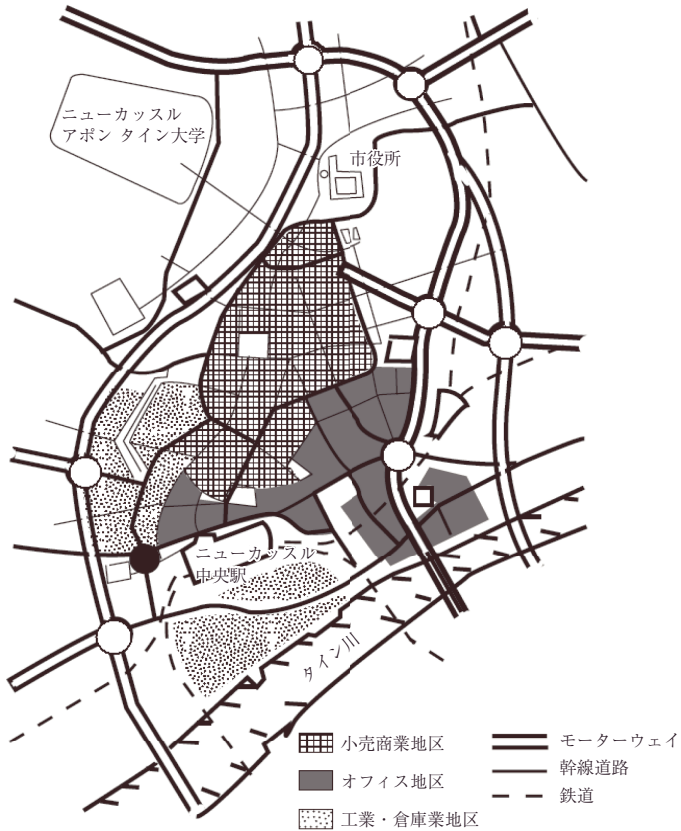 ニューカッスル
アポン タイン大学
市役所
ニューカッスル
中央駅
タイン川
小売商業地区
オフィス地区
工業・倉庫業地区
モーターウェイ
幹線道路
鉄道